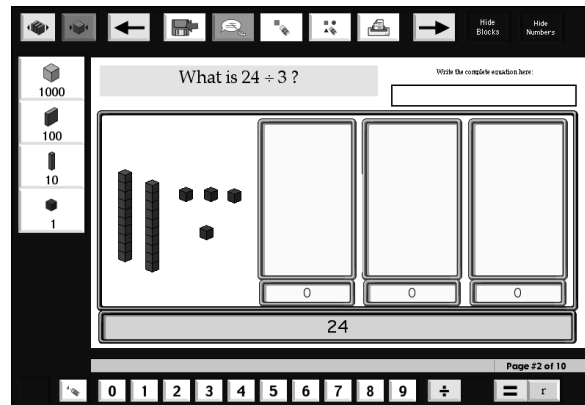 Hide
Blocks
Hide
Numbers
1000
100
10
1
What is 24 ÷ 3 ?
Write the complete equation here:
0
0
0
24
Page #2 of 10
0 1 2 3 4 5 6 7 8 9 ÷ = r